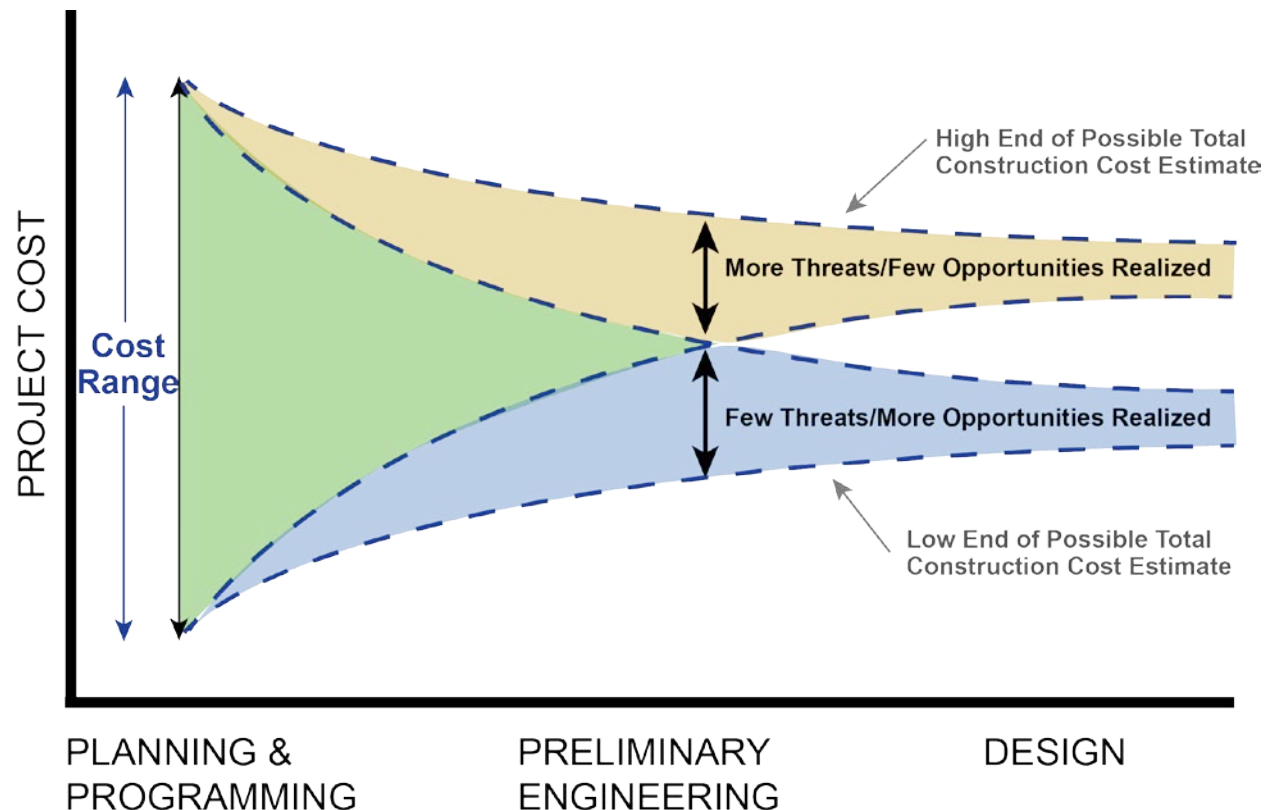 PROJECT COST
Cost
Range
High End of Possible Total
Construction Cost Estimate
More Threats/Few Opportunities Realized
Few Threats/More Opportunities Realized
Low End of Possible Total
Construction Cost Estimate
PLANNING &
PROGRAMMING
PRELIMINARY
ENGINEERING
DESIGN